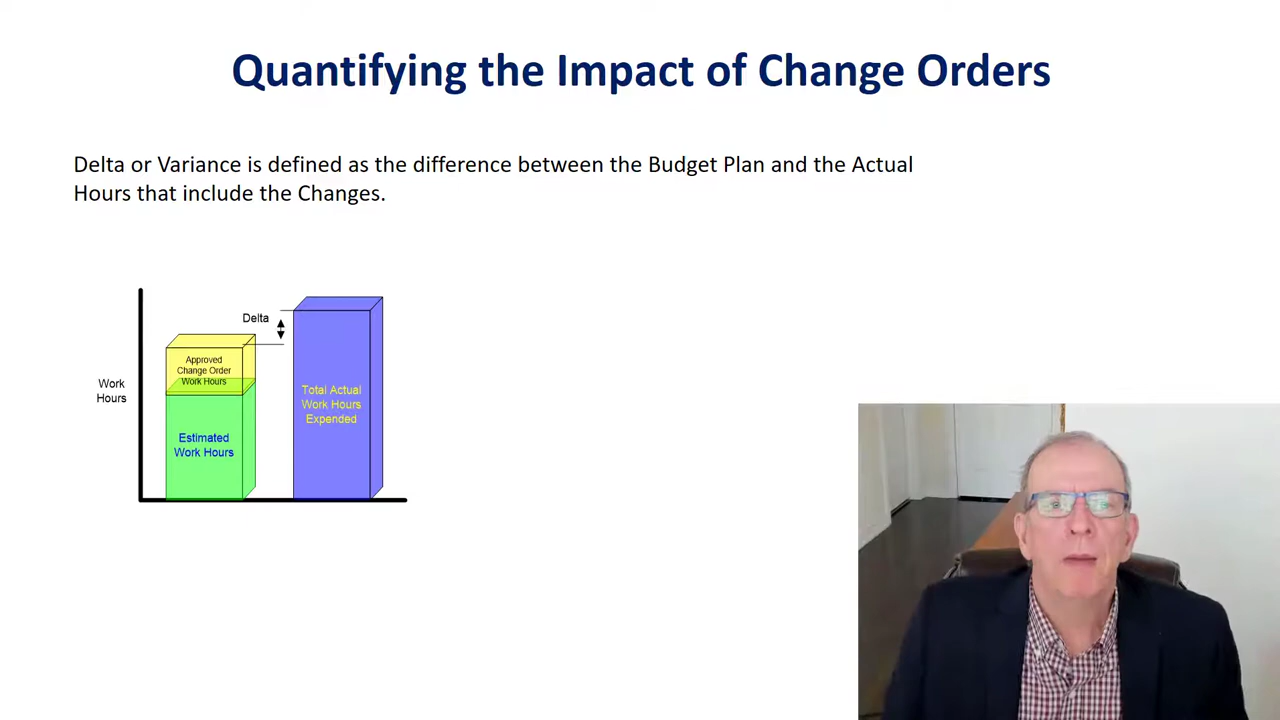 Quantifying the Impact of Change Orders
Delta or Variance is defined as the difference between the Budget Plan and the Actual
Hours that include the Changes.
Delta
Approved
Change Order
Work Hours
Work
Hours
Total Actual
Work Hours
Expended
Estimated
Work Hours